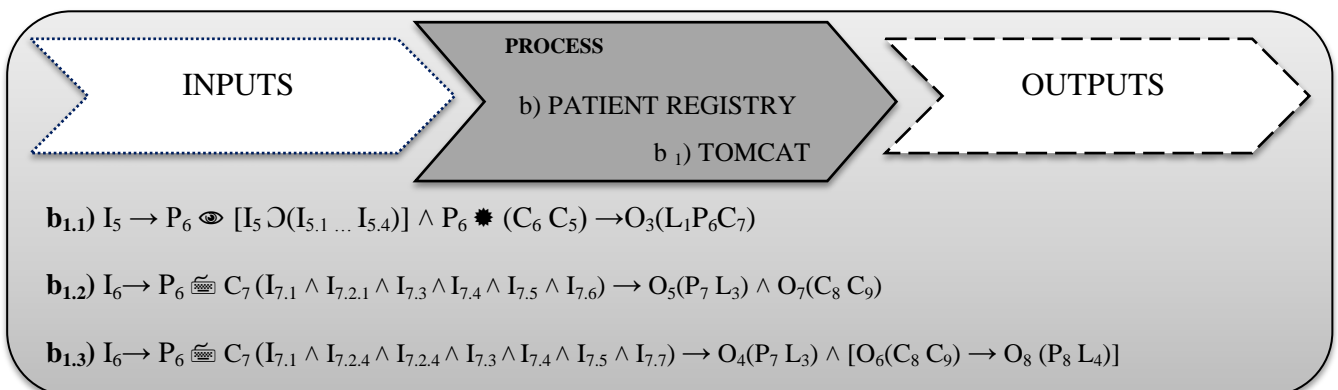 INPUTS
PROCESS
b) PATIENT REGISTRY
b ₁) TOMCAT
OUTPUTS
b₁.₁) I₅ → P₆ 👁 [I₅ Ↄ(I₅.₁ … I₅.₄)] ∧ P₆ ✹ (C₆ C₅) →O₃(L₁P₆C₇)
b₁.₂) I₆→ P₆ 🖮 C₇ (I₇.₁ ∧ I₇.₂.₁ ∧ I₇.₃ ∧ I₇.₄ ∧ I₇.₅ ∧ I₇.₆) → O₅(P₇ L₃) ∧ O₇(C₈ C₉)
b₁.₃) I₆→ P₆ 🖮 C₇ (I₇.₁ ∧ I₇.₂.₄ ∧ I₇.₂.₄ ∧ I₇.₃ ∧ I₇.₄ ∧ I₇.₅ ∧ I₇.₇) → O₄(P₇ L₃) ∧ [O₆(C₈ C₉) → O₈ (P₈ L₄)]